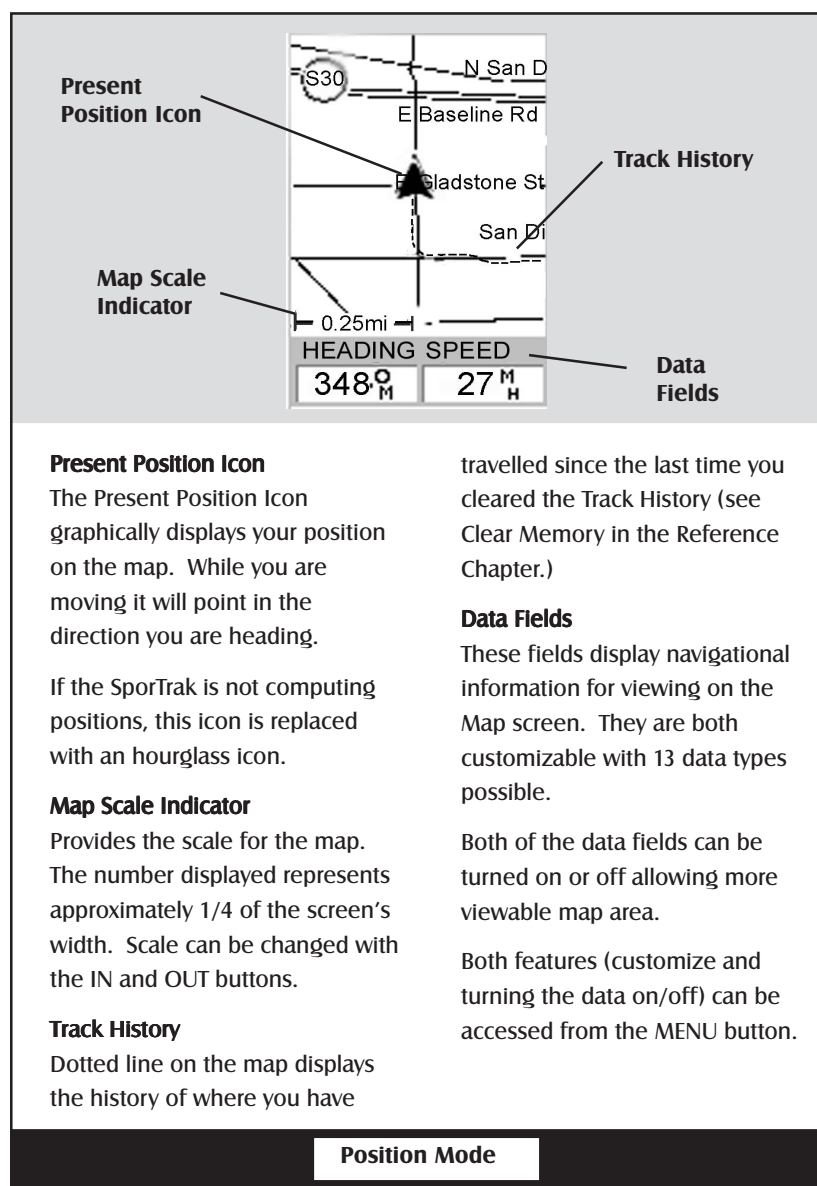 Present
Position Icon
Map Scale
Indicator
Track History
Data
Fields
S30
N San D
E Baseline Rd
E Gladstone St
San Di
0.25mi
HEADING SPEED
348 O M
27 M H
Present Position Icon
The Present Position Icon
graphically displays your position
on the map.  While you are
moving it will point in the
direction you are heading.
If the SporTrak is not computing
positions, this icon is replaced
with an hourglass icon.
Map Scale Indicator
Provides the scale for the map.
The number displayed represents
approximately 1/4 of the screen's
width.  Scale can be changed with
the IN and OUT buttons.
Track History
Dotted line on the map displays
the history of where you have
travelled since the last time you
cleared the Track History (see
Clear Memory in the Reference
Chapter.)
Data Fields
These fields display navigational
information for viewing on the
Map screen.  They are both
customizable with 13 data types
possible.
Both of the data fields can be
turned on or off allowing more
viewable map area.
Both features (customize and
turning the data on/off) can be
accessed from the MENU button.
Position Mode